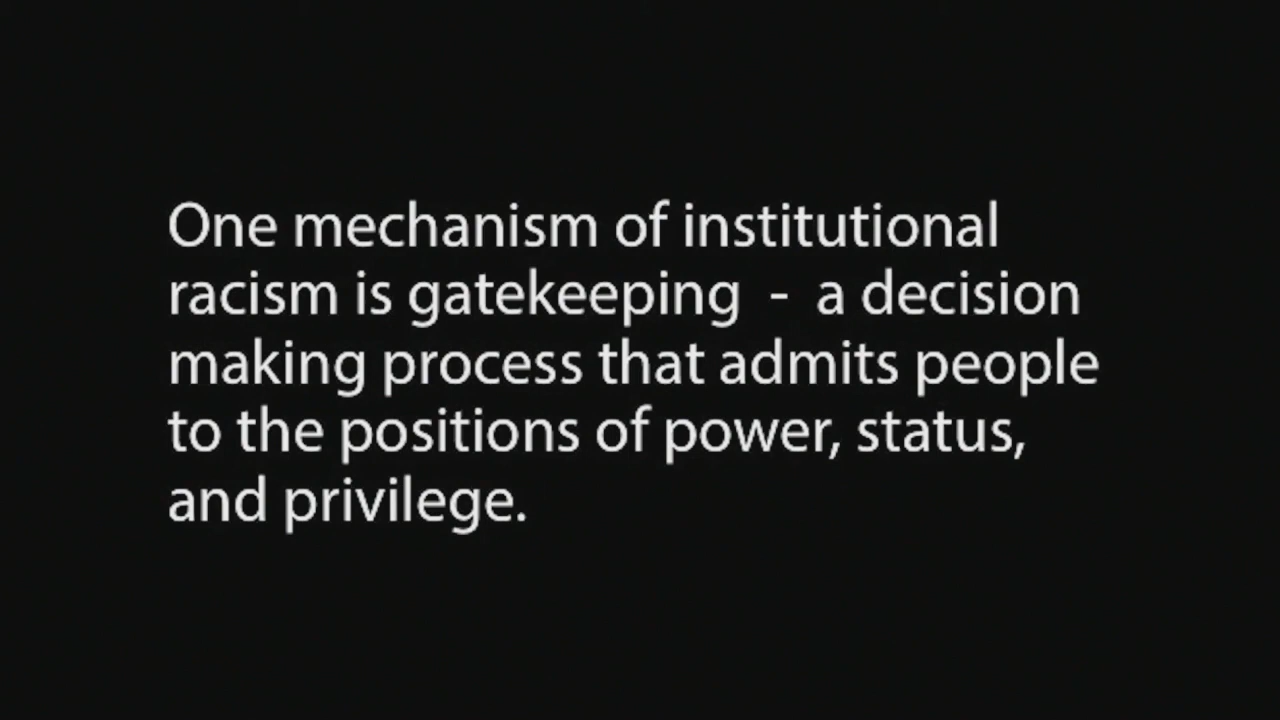 One mechanism of institutional
racism is gatekeeping  -  a decision
making process that admits people
to the positions of power, status,
and privilege.